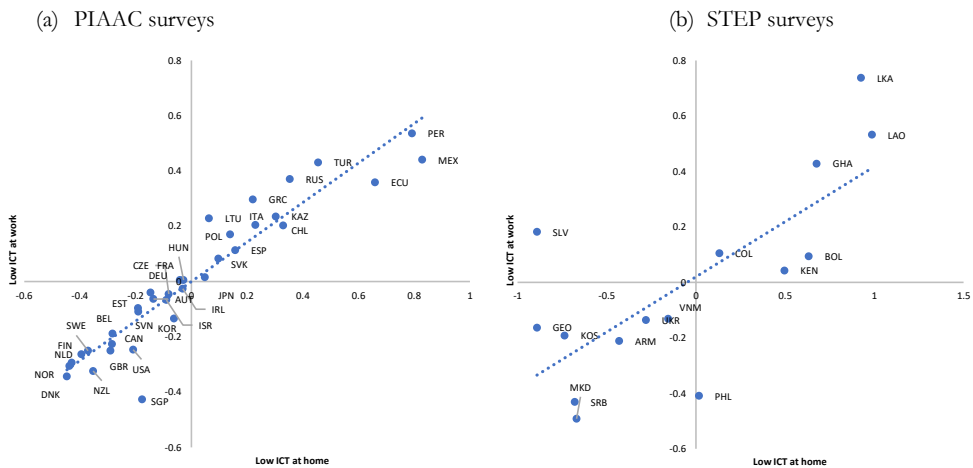 (a) PIAAC surveys
(b) STEP surveys
0.8
0.6
0.4
0.2
0
-0.2
-0.4
-0.6
-0.6
-0.4
-0.2
0
0.2
0.4
0.6
0.8
1
Low ICT at work
Low ICT at home
PER
MEX
TUR
RUS
ECU
GRC
LTU
ITA
KAZ
CHL
POL
HUN
ESP
SVK
CZE
FRA
DEU
JPN
AUT
EST
IRL
BEL
SVN
KOR
ISR
SWE
CAN
FIN
NLD
GBR
USA
NOR
DNK
NZL
SGP
0.8
0.6
0.4
0.2
0
-0.2
-0.4
-0.6
-1
-0.5
0
0.5
1
Low ICT at work
Low ICT at home
LKA
LAO
GHA
SLV
COL
BOL
KEN
VNM
GEO
KOS
UKR
ARM
MKD
SRB
PHL